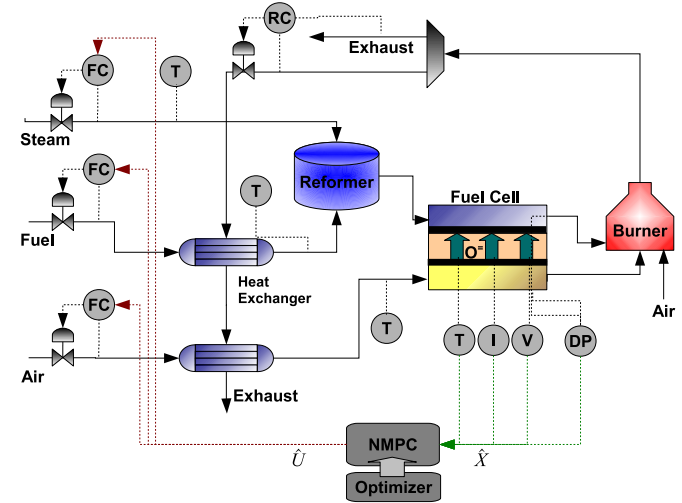 RC
Exhaust
FC
T
Steam
FC
Fuel
T
Reformer
Fuel Cell
O=
Burner
Heat
Exchanger
FC
Air
T
T
I
V
DP
Air
Exhaust
NMPC
Û
X̂
Optimizer